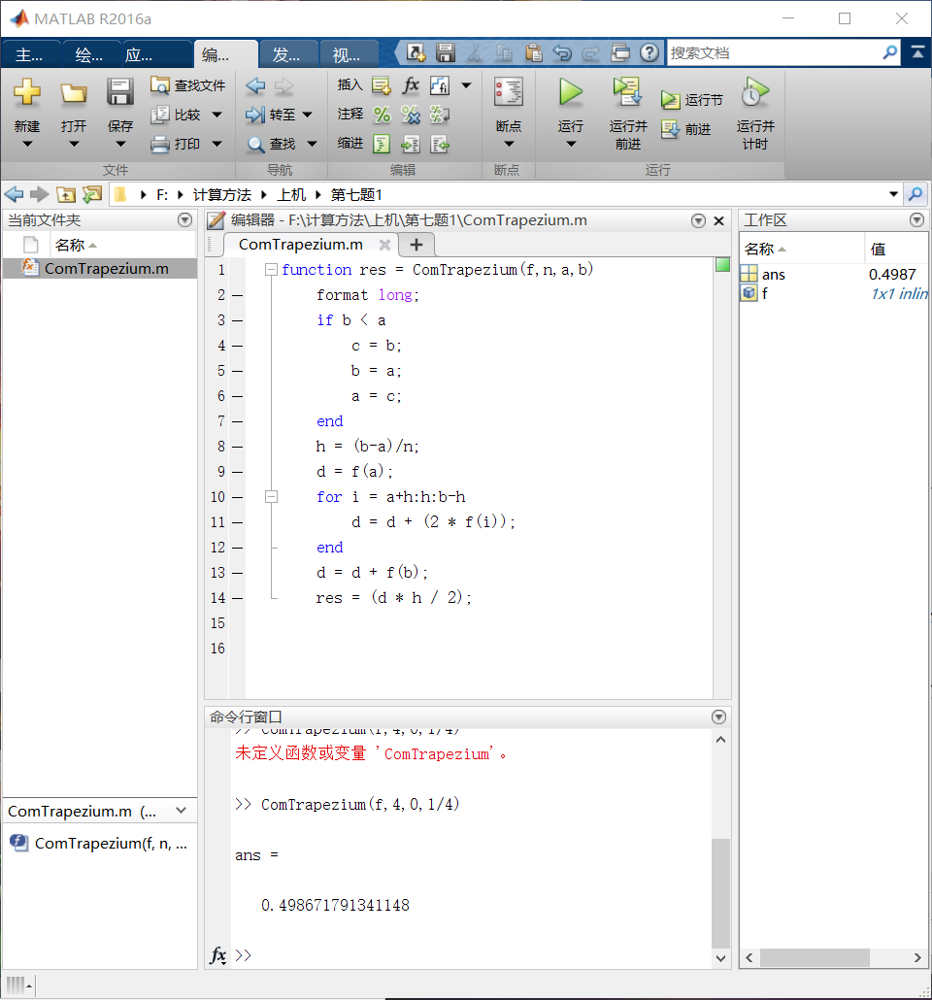 MATLAB R2016a
主... 绘... 应... 编... 发... 视... 搜索文档
新建 打开 保存 查找文件 比较 打印 文件
转至 查找 导航
插入 fx fi 注释 % 缩进 编辑
断点 断点
运行 运行并前进 运行节 前进 运行并计时 运行
F: 计算方法 上机 第七题1
当前文件夹
名称
ComTrapezium.m
ComTrapezium.m (...
ComTrapezium(f, n, ...
编辑器 - F:\计算方法\上机\第七题1\ComTrapezium.m
ComTrapezium.m
1 function res = ComTrapezium(f,n,a,b)
2 — format long;
3 — if b < a
4 — c = b;
5 — b = a;
6 — a = c;
7 — end
8 — h = (b-a)/n;
9 — d = f(a);
10 — for i = a+h:h:b-h
11 — d = d + (2 * f(i));
12 — end
13 — d = d + f(b);
14 — res = (d * h / 2);
15
16
命令行窗口
>> ComTrapezium(f,4,0,1/4)
未定义函数或变量 'ComTrapezium'。
>> ComTrapezium(f,4,0,1/4)
ans =
0.498671791341148
fx >>
工作区
名称 值
ans 0.4987
f 1x1 inlin